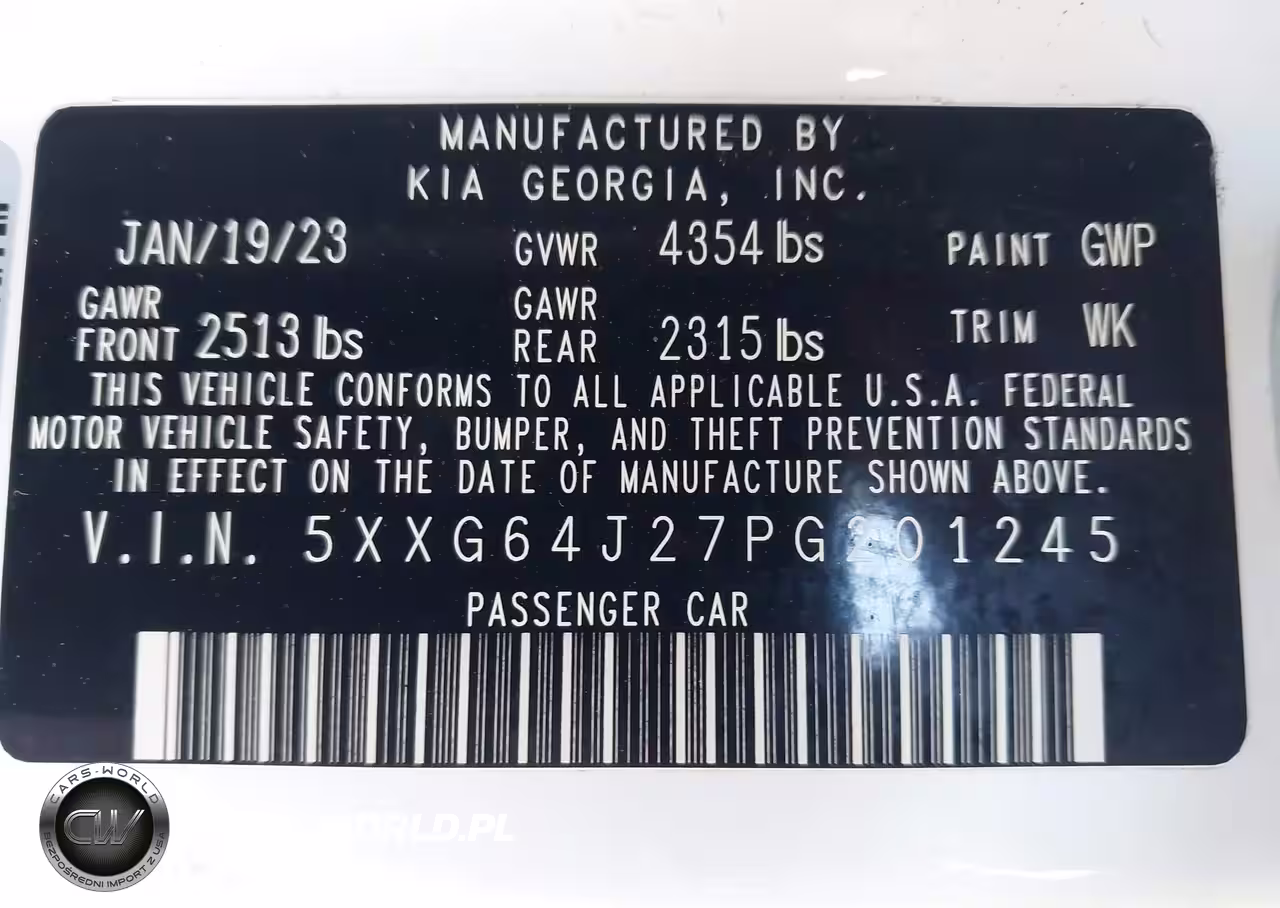 MANUFACTURED BY
KIA GEORGIA, INC.
JAN/19/23 GVWR 4354 lbs PAINT GWP
GAWR FRONT 2513 lbs GAWR REAR 2315 lbs TRIM WK
THIS VEHICLE CONFORMS TO ALL APPLICABLE U.S.A. FEDERAL
MOTOR VEHICLE SAFETY, BUMPER, AND THEFT PREVENTION STANDARDS
IN EFFECT ON THE DATE OF MANUFACTURE SHOWN ABOVE.
V.I.N. 5XXG64J27PG201245
PASSENGER CAR
CARS-WORLD
CW
BEZPOŚREDNI IMPORT Z USA